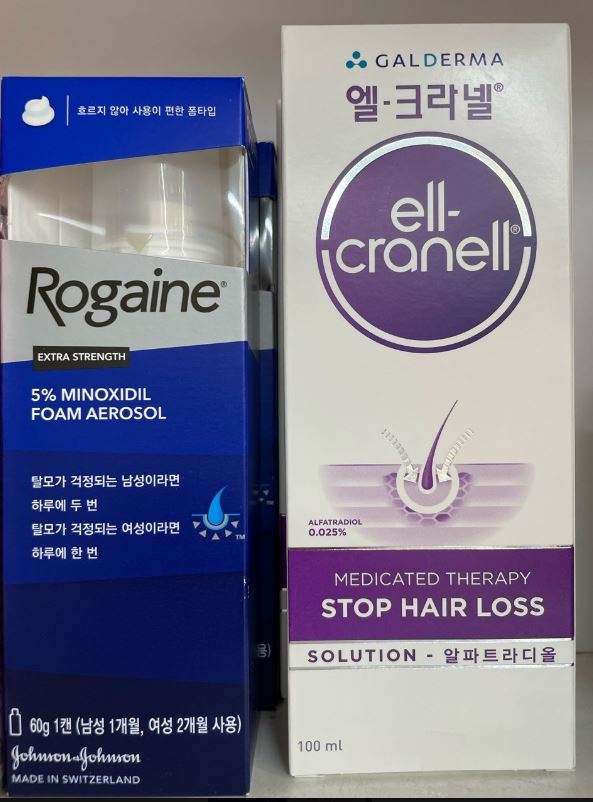 흐르지 않아 사용이 편한 폼타입
Rogaine®
EXTRA STRENGTH
5% MINOXIDIL
FOAM AEROSOL
탈모가 걱정되는 남성이라면
하루에 두 번
탈모가 걱정되는 여성이라면
하루에 한 번
TM
60g 1캔 (남성 1개월, 여성 2개월 사용)
Johnson & Johnson
MADE IN SWITZERLAND
용)
GALDERMA
엘-크라넬®
ell-
cranell®
ALFATRADIOL
0.025%
MEDICATED THERAPY
STOP HAIR LOSS
SOLUTION - 알파트라디올
100 ml